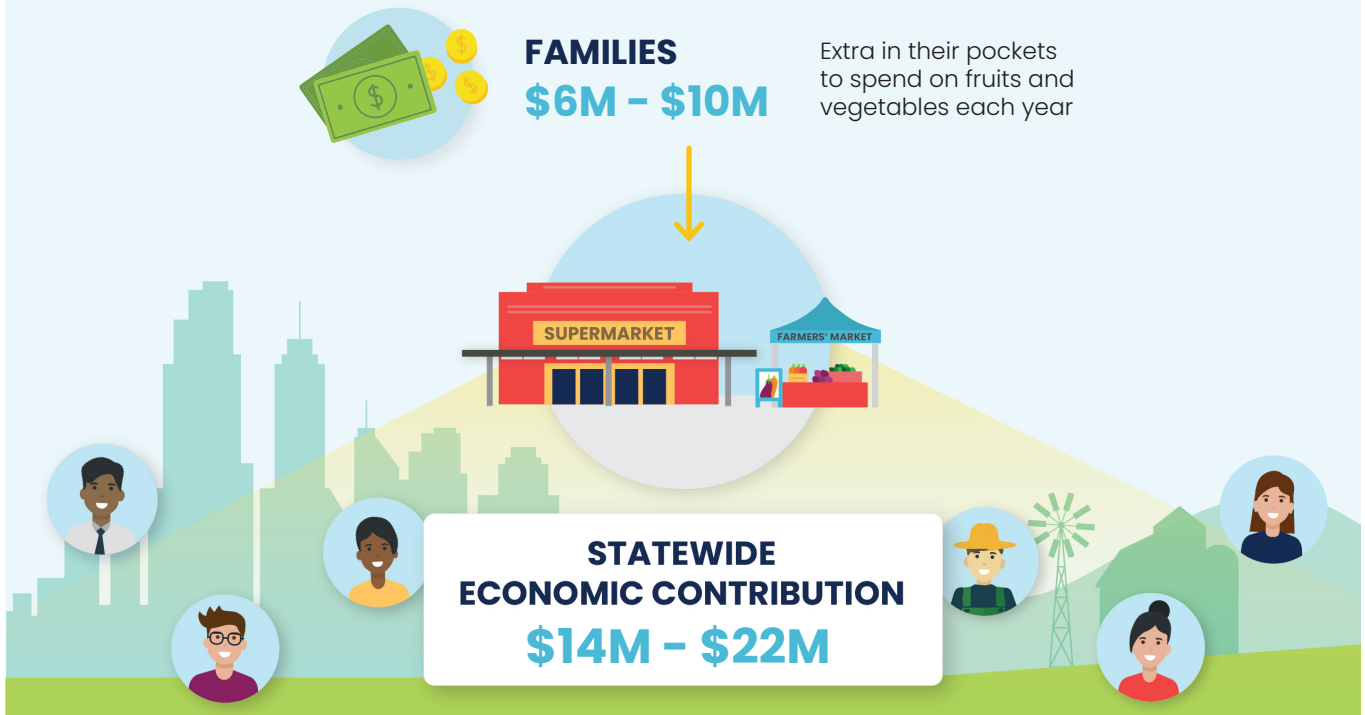 FAMILIES
$6M - $10M
Extra in their pockets
to spend on fruits and
vegetables each year
SUPERMARKET
FARMERS' MARKET
STATEWIDE
ECONOMIC CONTRIBUTION
$14M - $22M